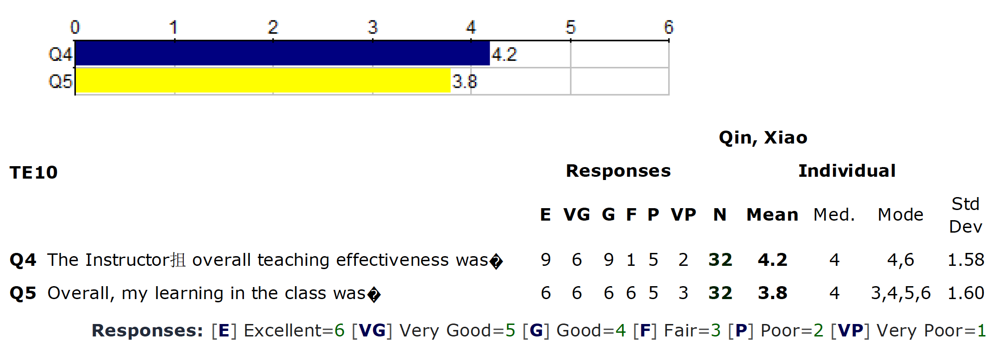 0 1 2 3 4 5 6
Q4 4.2
Q5 3.8
Qin, Xiao
TE10 Responses Individual
E VG G F P VP N Mean Med. Mode Std Dev
Q4 The Instructor抯 overall teaching effectiveness was� 9 6 9 1 5 2 32 4.2 4 4,6 1.58
Q5 Overall, my learning in the class was� 6 6 6 6 5 3 32 3.8 4 3,4,5,6 1.60
Responses: [E] Excellent=6 [VG] Very Good=5 [G] Good=4 [F] Fair=3 [P] Poor=2 [VP] Very Poor=1